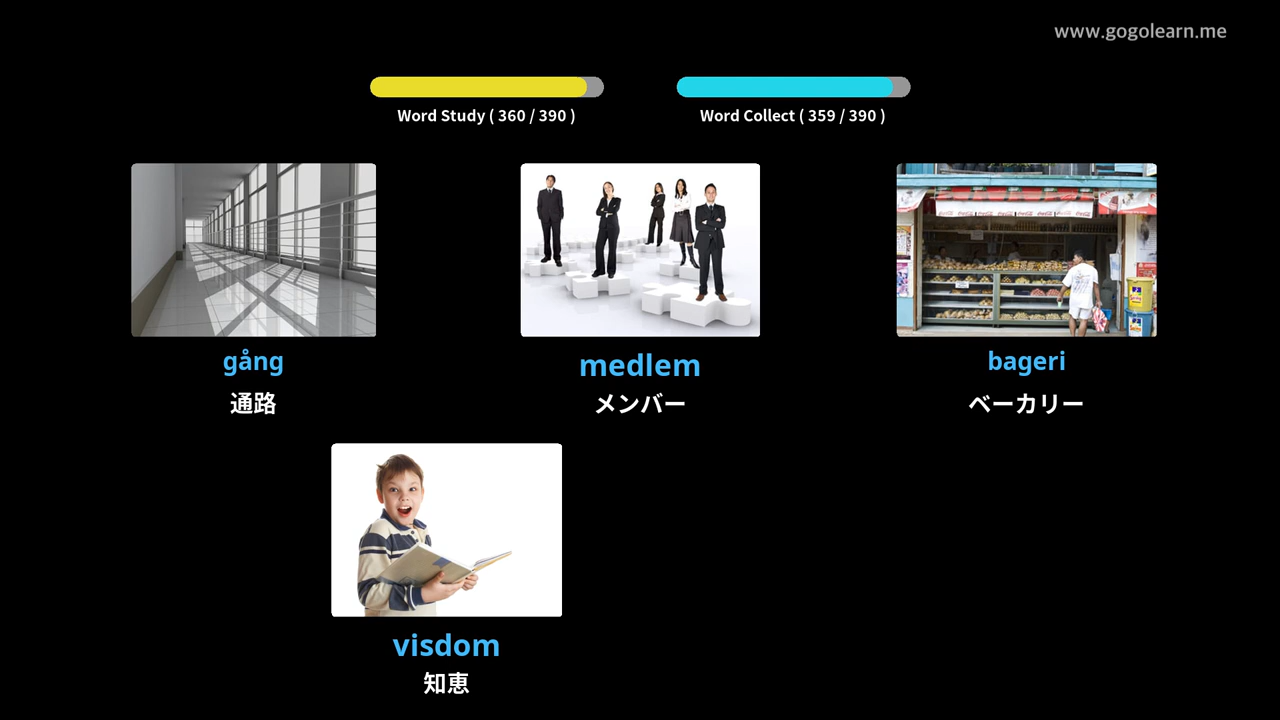 www.gogolearn.me
Word Study ( 360 / 390 )
Word Collect ( 359 / 390 )
gång
medlem
bageri
通路
メンバー
ベーカリー
visdom
知恵